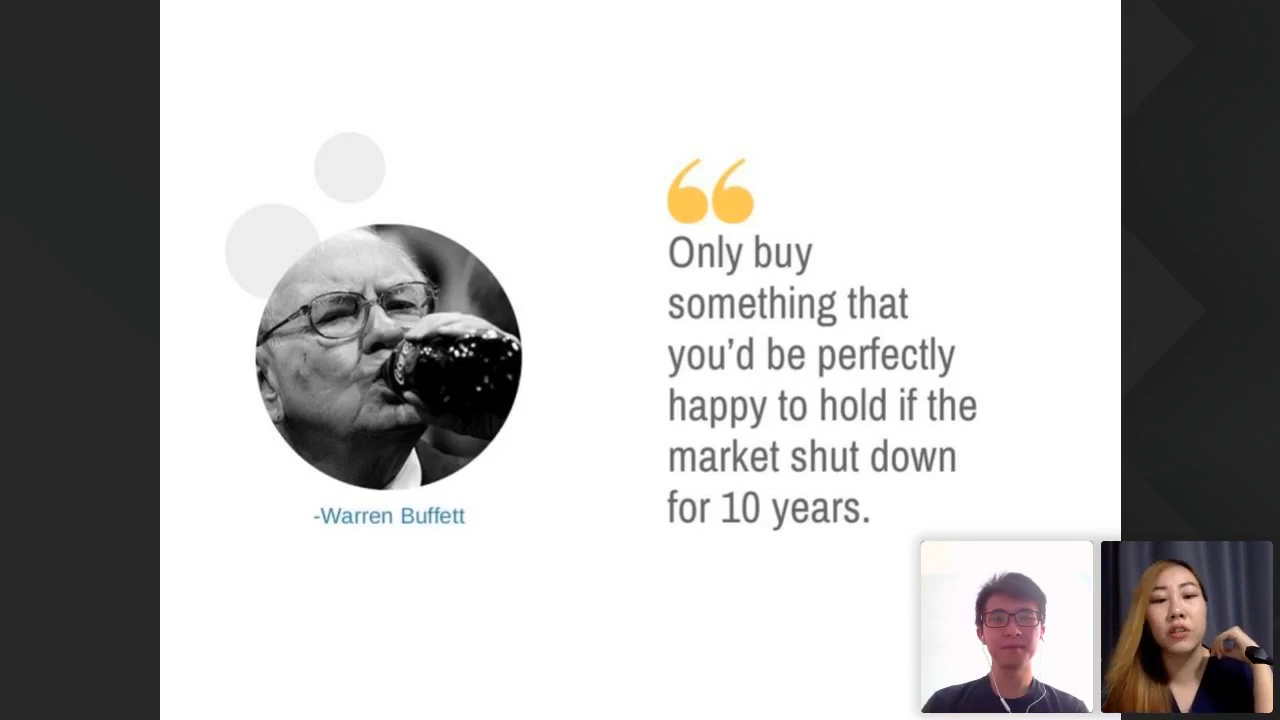 Only buy
something that
you’d be perfectly
happy to hold if the
market shut down
for 10 years.
-Warren Buffett